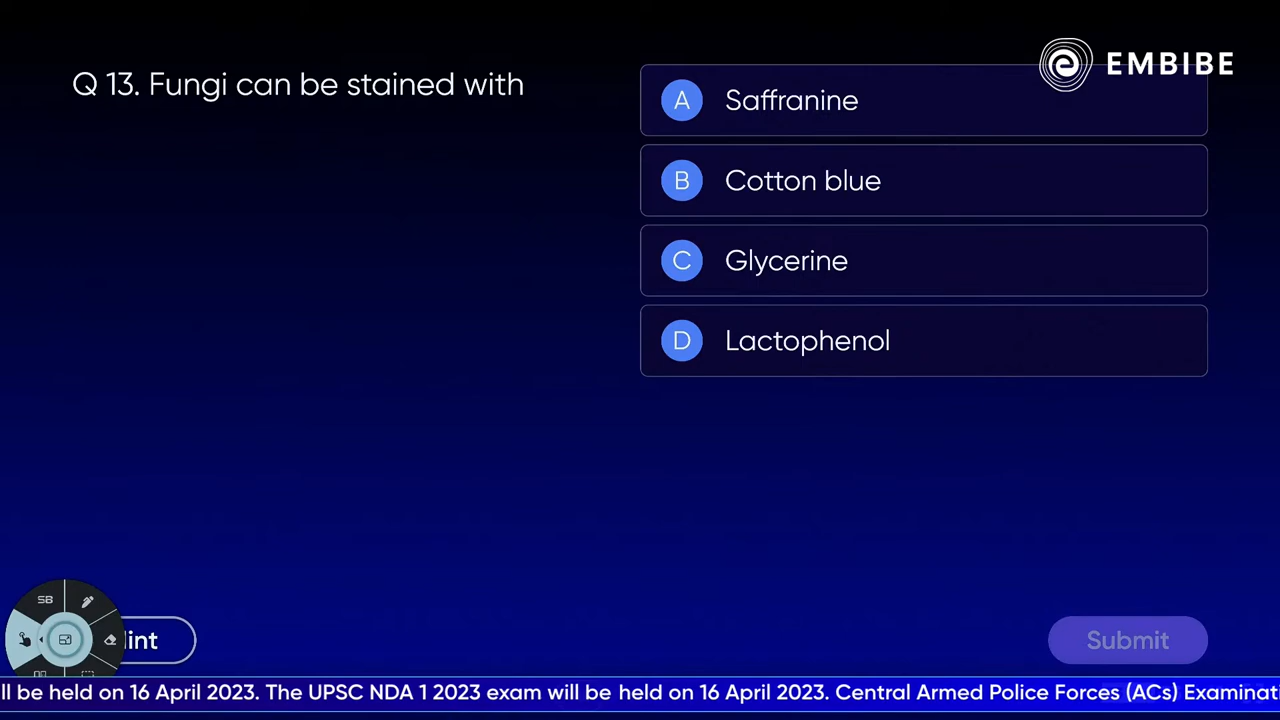 EMBIBE
Q 13. Fungi can be stained with
A Saffranine
B Cotton blue
C Glycerine
D Lactophenol
SB
Submit
ll be held on 16 April 2023. The UPSC NDA 1 2023 exam will be held on 16 April 2023. Central Armed Police Forces (ACs) Examinati